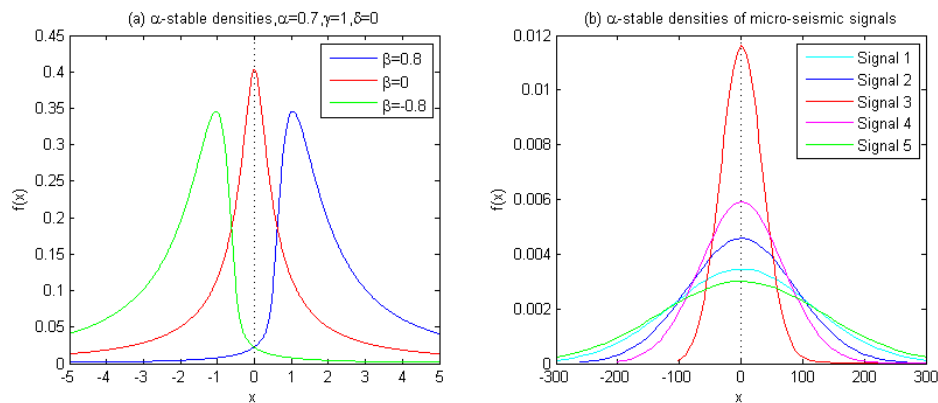 (a) α-stable densities,α=0.7,γ=1,δ=0
0.45
0.4
0.35
0.3
0.25
0.2
0.15
0.1
0.05
0
f(x)
β=0.8
β=0
β=-0.8
-5 -4 -3 -2 -1 0 1 2 3 4 5
x
(b) α-stable densities of micro-seismic signals
0.012
0.01
0.008
0.006
0.004
0.002
0
f(x)
Signal 1
Signal 2
Signal 3
Signal 4
Signal 5
-300 -200 -100 0 100 200 300
x